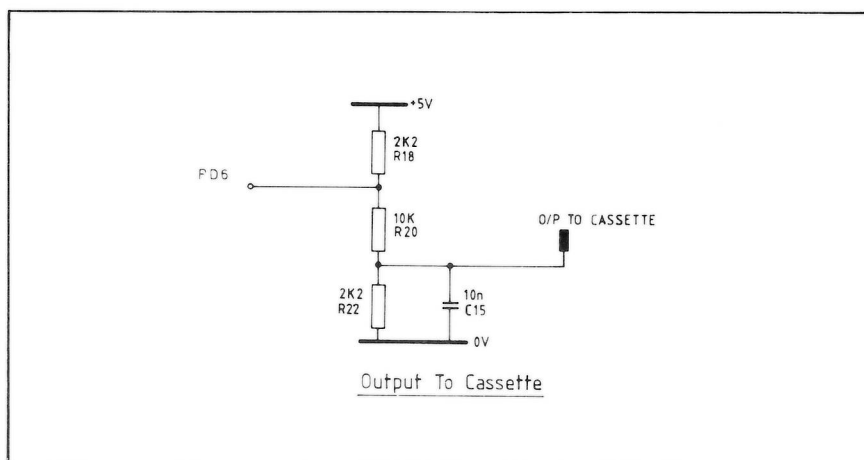 +5V
2K2
R18
PD6
10K
R20
O/P TO CASSETTE
2K2
R22
10n
C15
0V
Output To Cassette